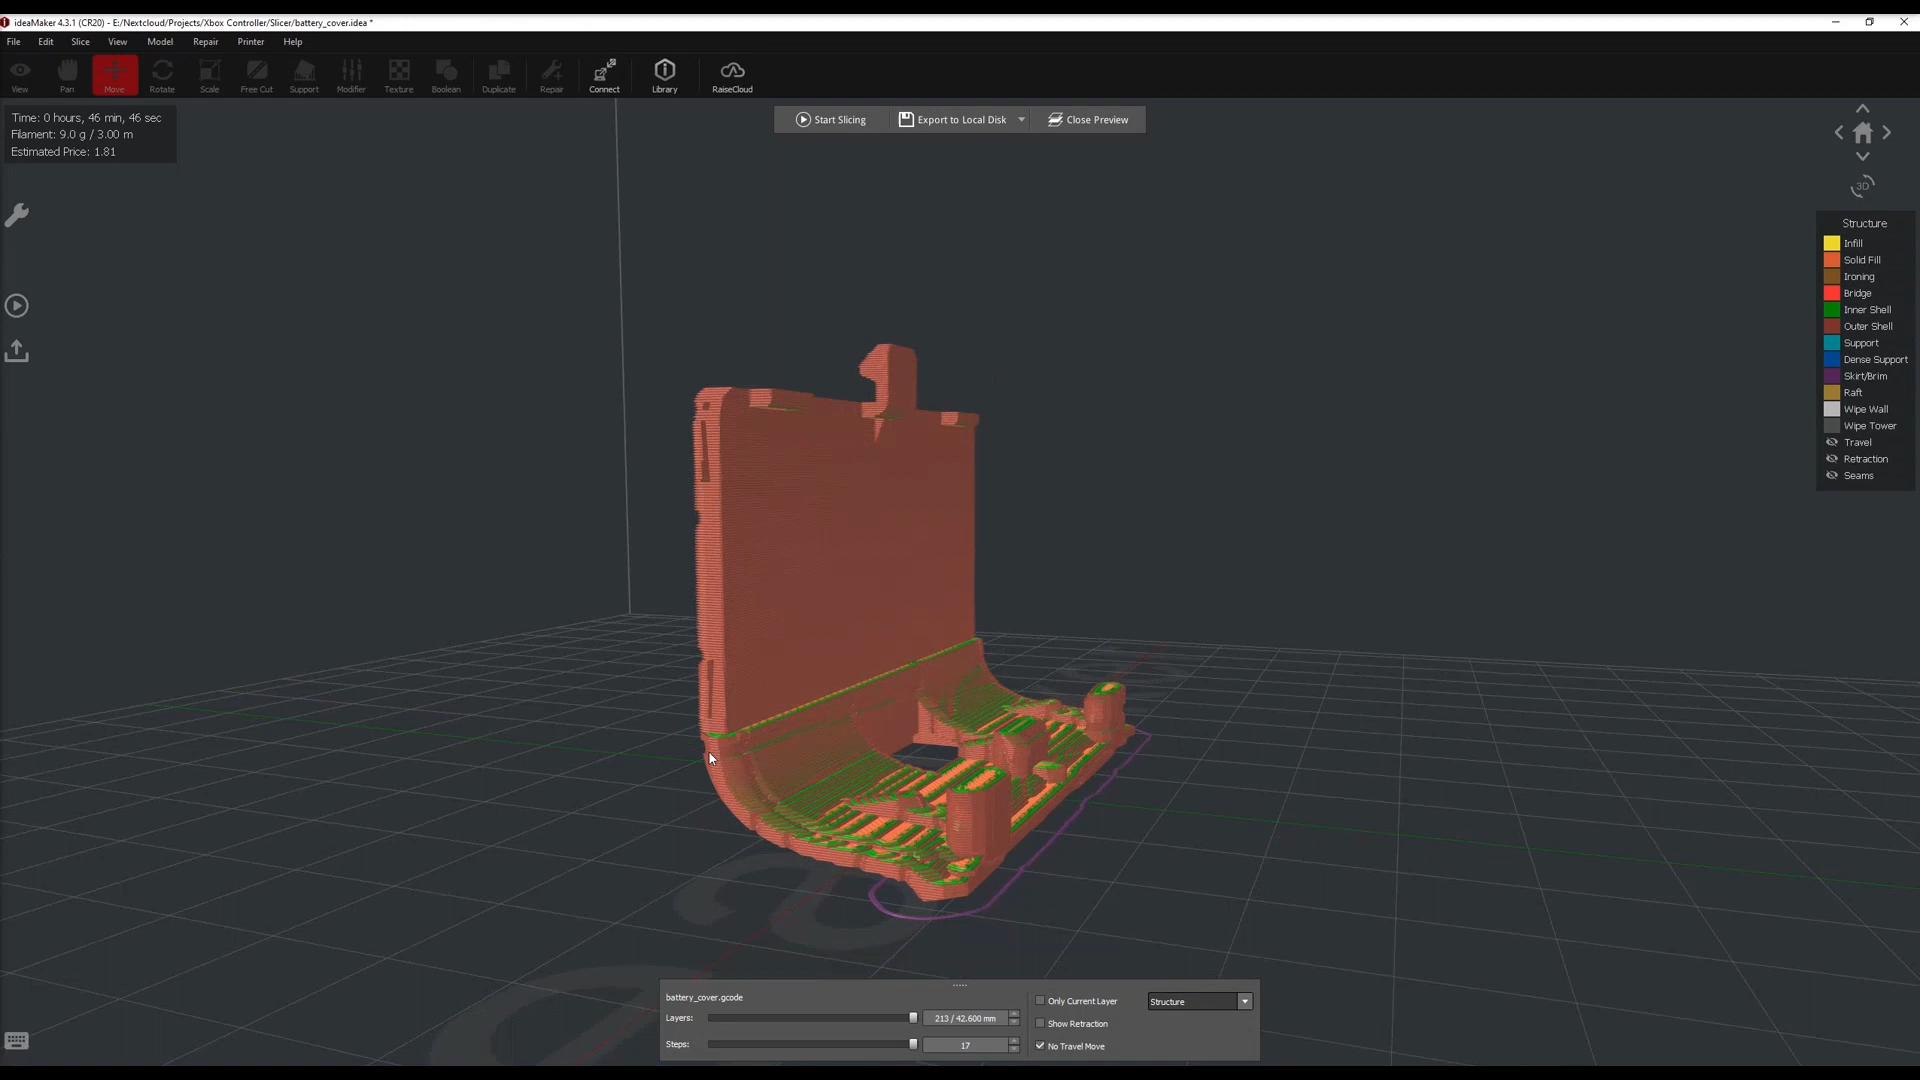 ideaMaker 4.3.1 (CR20) - E:/Nextcloud/Projects/Xbox Controller/Slicer/battery_cover.idea *
File Edit Slice View Model Repair Printer Help
View Pan Move Rotate Scale Free Cut Support Modifier Texture Boolean Duplicate Repair Connect Library RaiseCloud
Time: 0 hours, 46 min, 46 sec
Filament: 9.0 g / 3.00 m
Estimated Price: 1.81
Start Slicing Export to Local Disk Close Preview
3D
Structure
Infill
Solid Fill
Ironing
Bridge
Inner Shell
Outer Shell
Support
Dense Support
Skirt/Brim
Raft
Wipe Wall
Wipe Tower
Travel
Retraction
Seams
battery_cover.gcode
Layers: 213 / 42.600 mm
Steps: 17
Only Current Layer
Show Retraction
No Travel Move
Structure